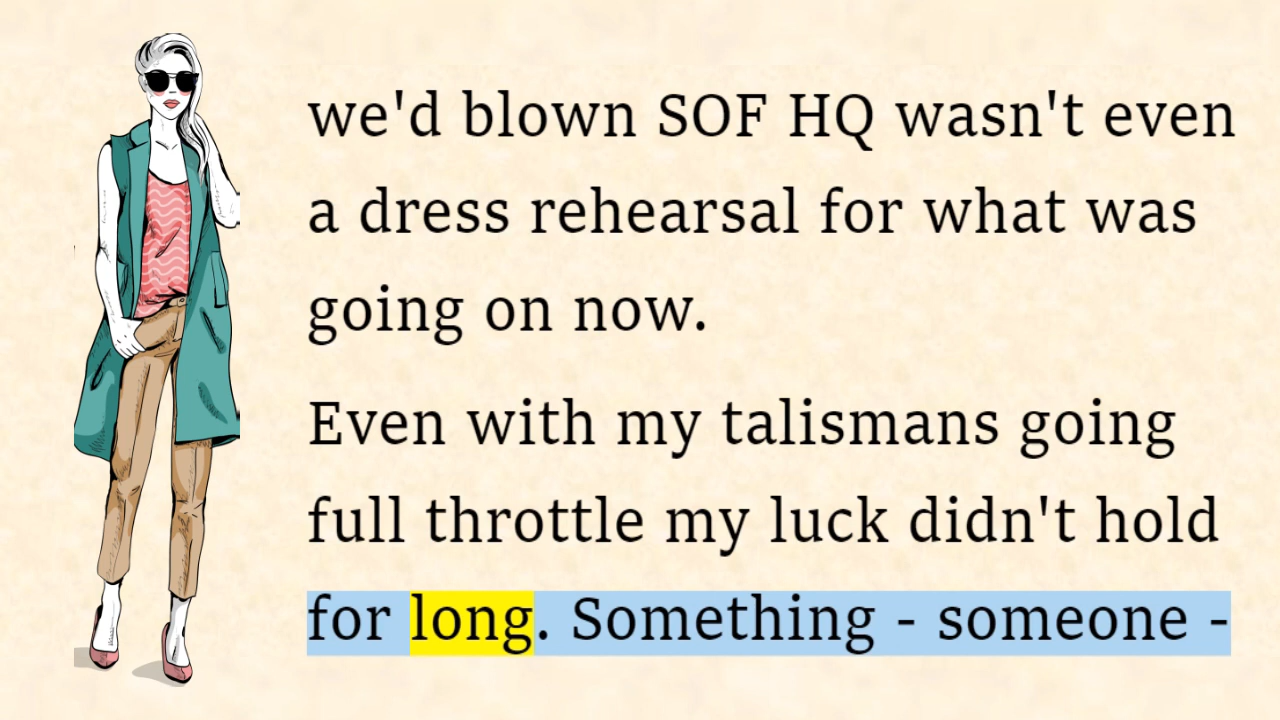 we'd blown SOF HQ wasn't even
a dress rehearsal for what was
going on now.
Even with my talismans going
full throttle my luck didn't hold
for long. Something - someone -